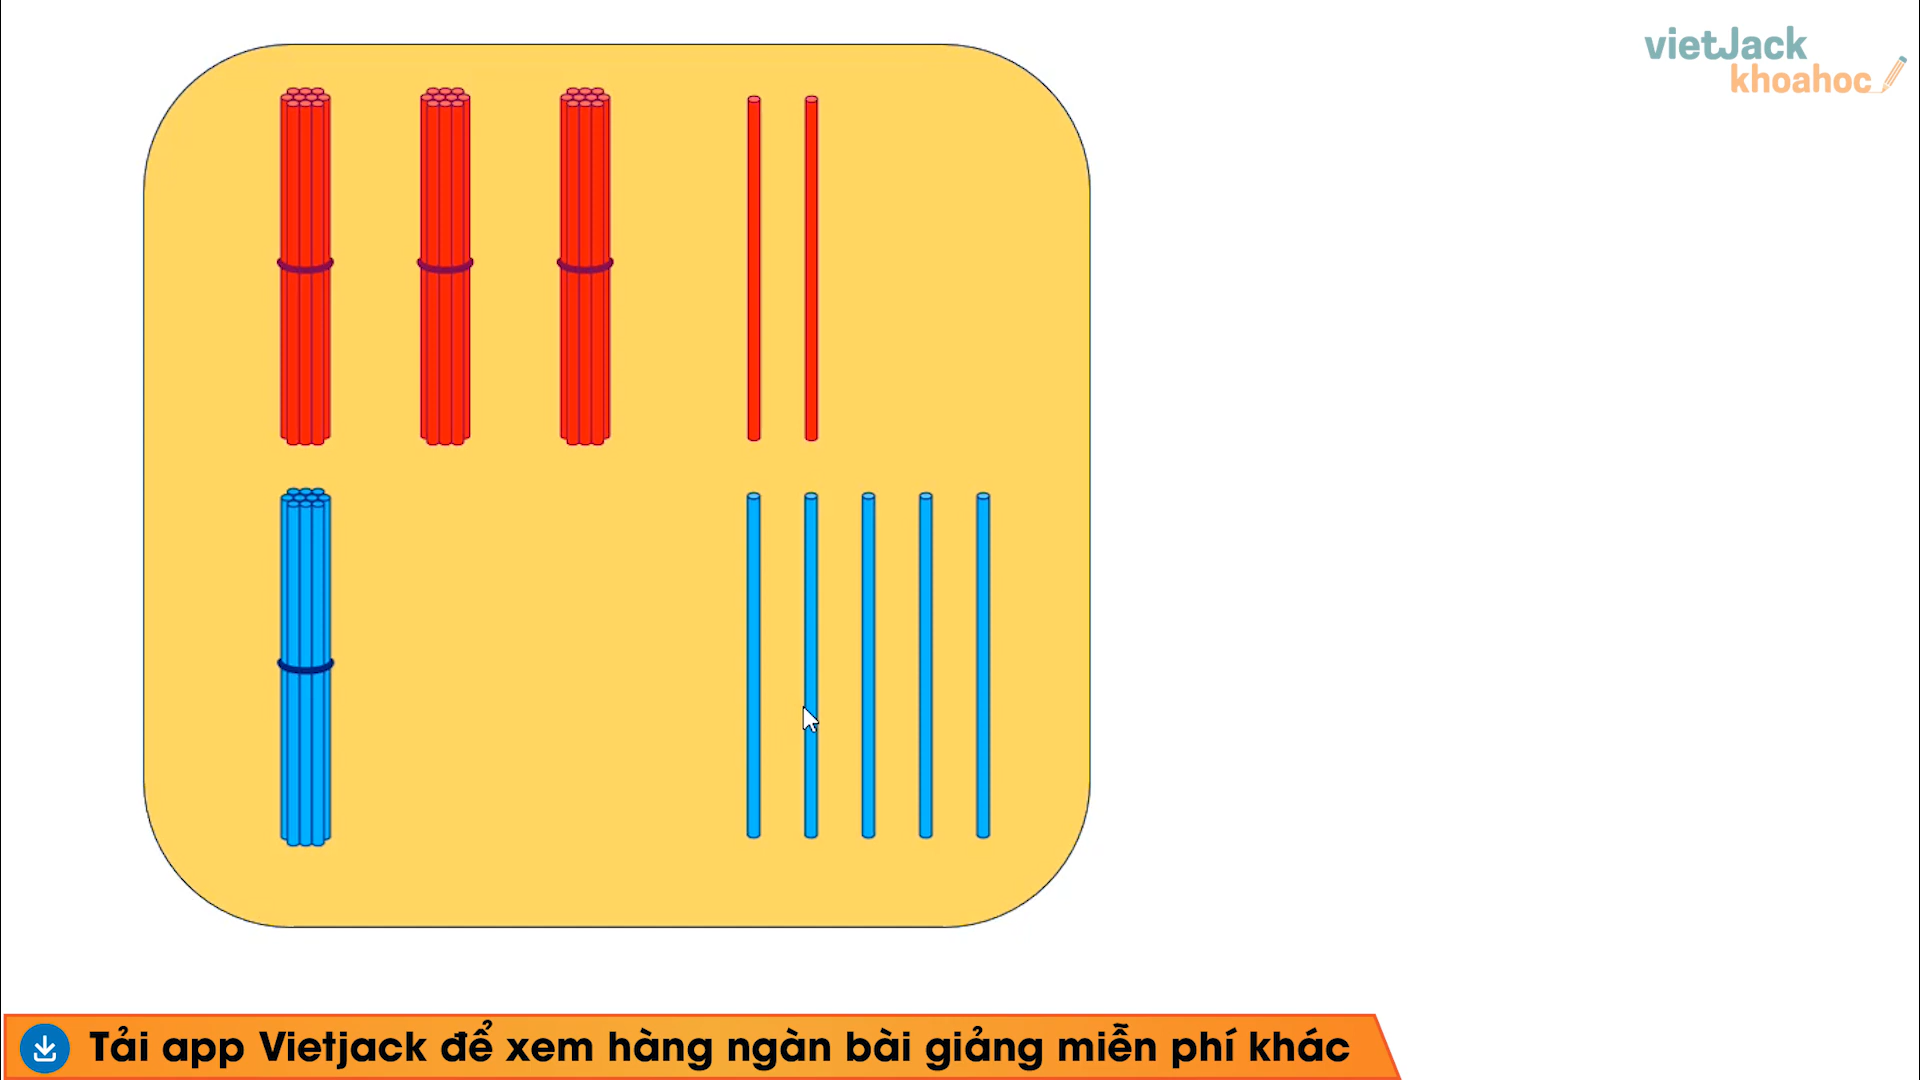 vietJack
khoahoc
Tải app Vietjack để xem hàng ngàn bài giảng miễn phí khác